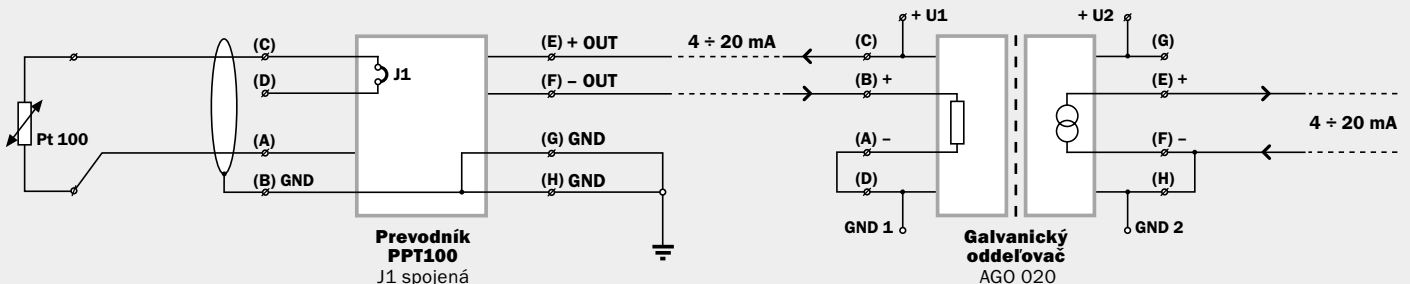 Pt 100
(C)
(D)
(A)
(B) GND
J1
Prevodník
PPT100
J1 spojená
(E) + OUT
(F) – OUT
(G) GND
(H) GND
4 ÷ 20 mA
+ U1
(C)
(B) +
(A) –
(D)
GND 1
Galvanický
oddeľovač
AGO 020
+ U2
(G)
(E) +
(F) –
(H)
GND 2
4 ÷ 20 mA